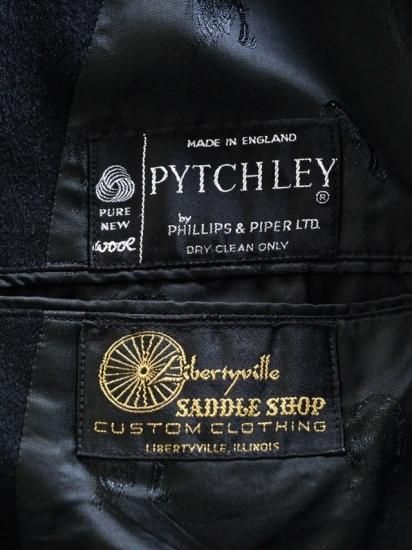 MADE IN ENGLAND
PYTCHLEY ®
by
PHILLIPS & PIPER LTD.
DRY CLEAN ONLY
PURE
NEW
wool
Libertyville
SADDLE SHOP
CUSTOM CLOTHING
LIBERTYVILLE, ILLINOIS